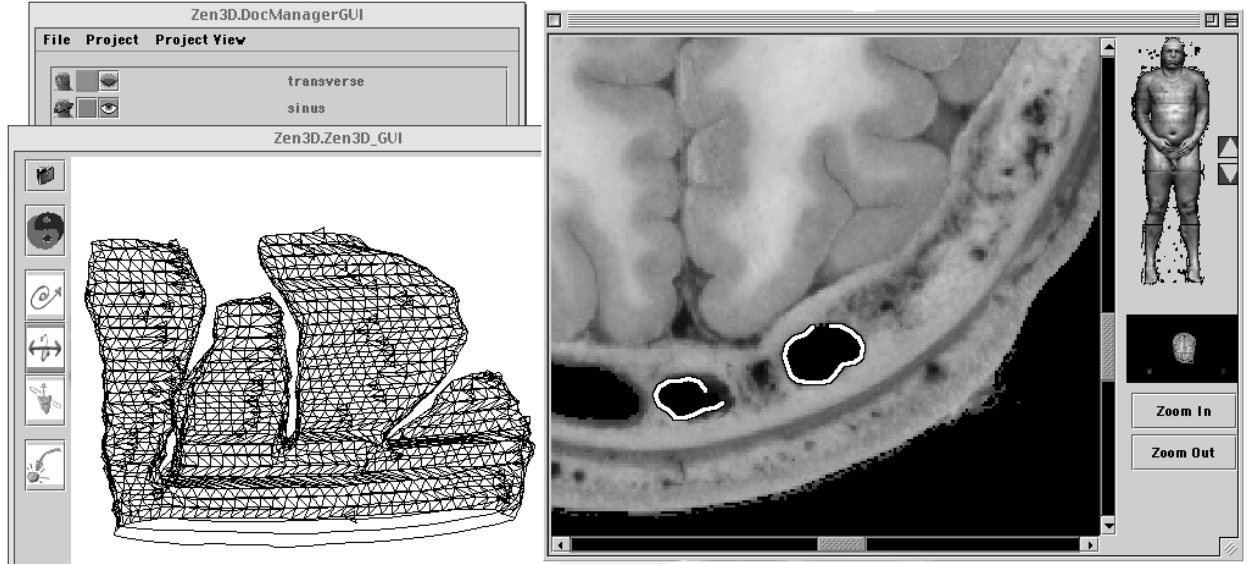 Zen3D.DocManagerGUI
File Project Project View
transverse
sinus
Zen3D.Zen3D_GUI
Zoom In
Zoom Out